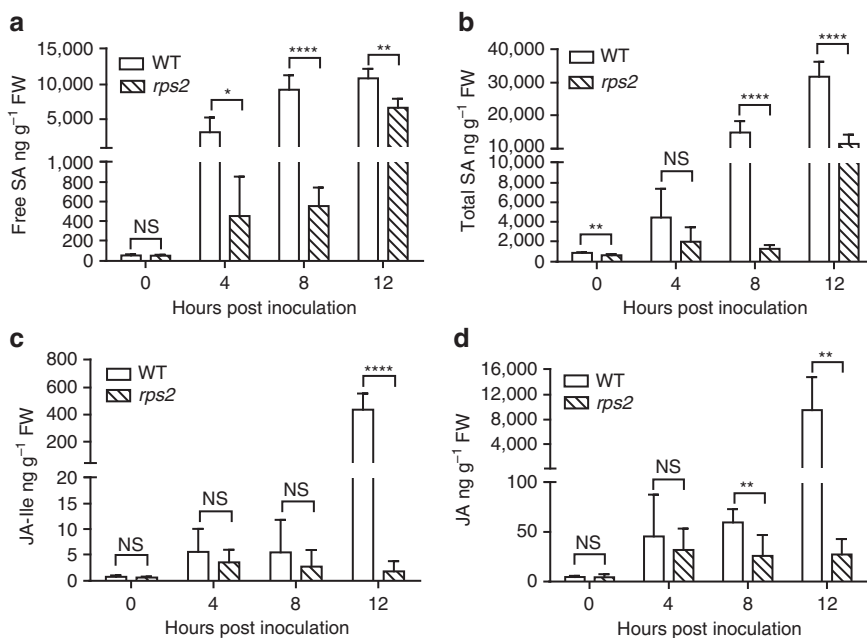 a
Free SA ng g⁻¹ FW
15,000
10,000
5,000
1,000
800
600
400
200
0
WT
rps2
NS
*
****
**
0 4 8 12
Hours post inoculation
b
Total SA ng g⁻¹ FW
40,000
30,000
20,000
10,000
10,000
8,000
6,000
4,000
2,000
0
WT
rps2
**
NS
****
****
0 4 8 12
Hours post inoculation
c
JA-Ile ng g⁻¹ FW
800
600
400
200
20
15
10
5
0
WT
rps2
NS
NS
NS
****
0 4 8 12
Hours post inoculation
d
JA ng g⁻¹ FW
16,000
12,000
8,000
4,000
100
50
0
WT
rps2
NS
NS
**
**
0 4 8 12
Hours post inoculation